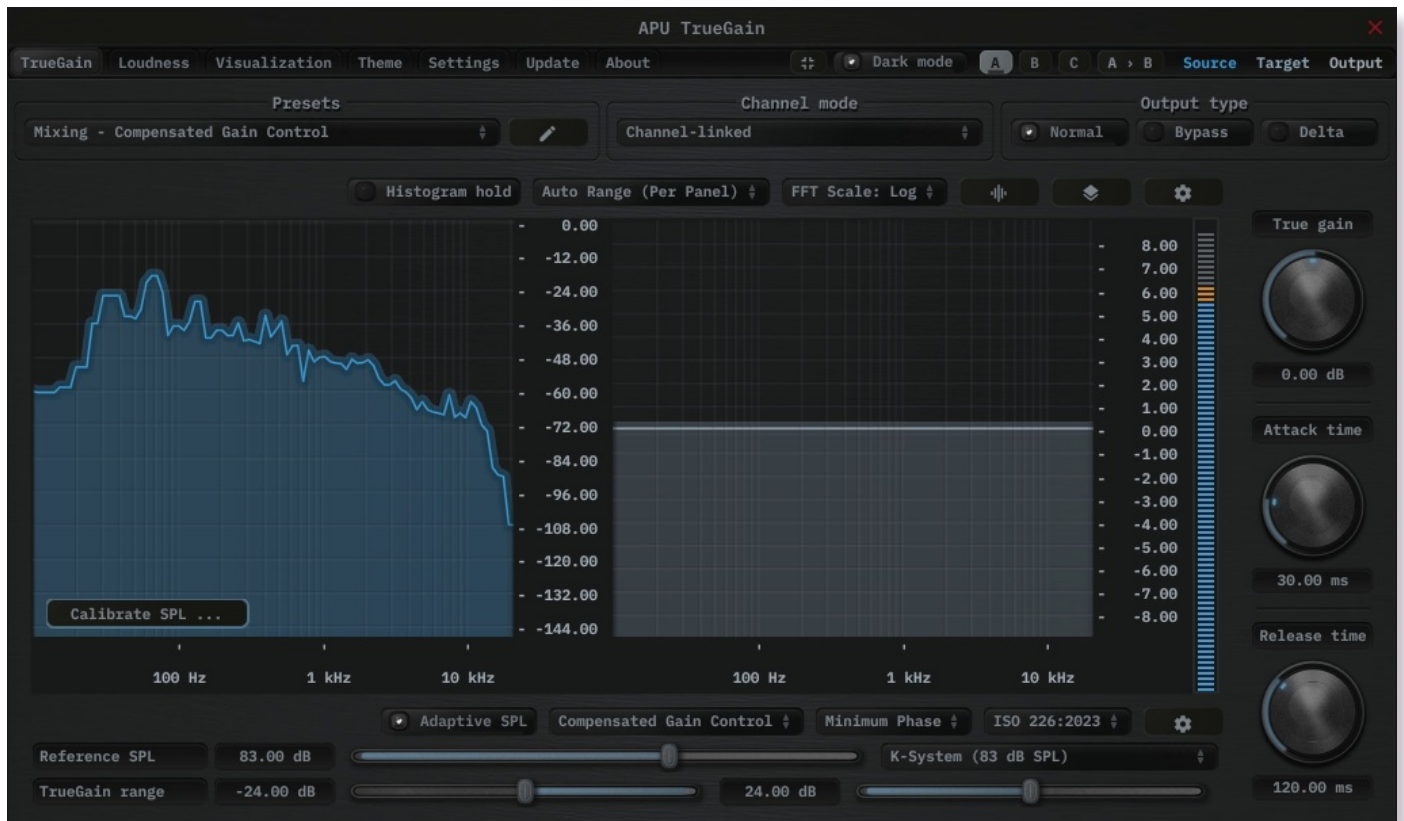 APU TrueGain
TrueGain Loudness Visualization Theme Settings Update About Dark mode A B C A › B Source Target Output
Presets Channel mode Output type
Mixing - Compensated Gain Control Channel-linked Normal Bypass Delta
Histogram hold Auto Range (Per Panel) FFT Scale: Log
True gain
0.00 dB
Attack time
30.00 ms
Release time
120.00 ms
- 0.00
- -12.00
- -24.00
- -36.00
- -48.00
- -60.00
- -72.00
- -84.00
- -96.00
- -108.00
- -120.00
- -132.00
- -144.00
Calibrate SPL ...
100 Hz 1 kHz 10 kHz
- 8.00
- 7.00
- 6.00
- 5.00
- 4.00
- 3.00
- 2.00
- 1.00
- 0.00
- -1.00
- -2.00
- -3.00
- -4.00
- -5.00
- -6.00
- -7.00
- -8.00
100 Hz 1 kHz 10 kHz
Adaptive SPL Compensated Gain Control Minimum Phase ISO 226:2023
Reference SPL 83.00 dB K-System (83 dB SPL)
TrueGain range -24.00 dB 24.00 dB